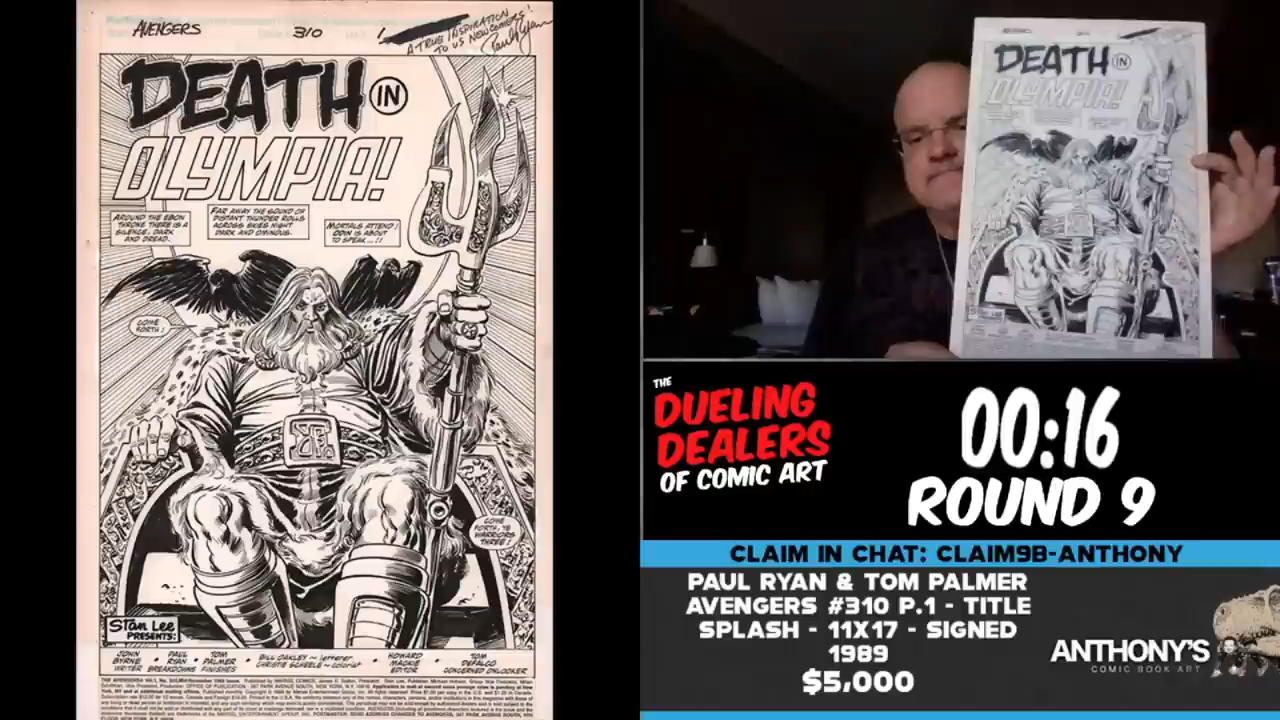 AVENGERS 310 1
A TRUE INSPIRATION
TO US NEWCOMERS!
Paul Ryan
DEATH IN
OLYMPIA!
AROUND THE EBON
THRONE THERE IS A
SILENCE, DARK
AND DREAD.
FAR AWAY THE SOUND OF
DISTANT THUNDER ROLLS
ACROSS SKIES NIGHT
DARK AND OMINOUS.
MORTALS ATTEND!
ODIN IS ABOUT
TO SPEAK...!!
COME
FORTH!
COME
FORTH, YE
WARRIORS
THREE!
Stan Lee
PRESENTS:
JOHN
BYRNE
WRITER
PAUL
RYAN
BREAKDOWNS
TOM
PALMER
FINISHES
BILL OAKLEY ~ letterer
CHRISTIE SCHEELE ~ colorist
HOWARD
MACKIE
EDITOR
TOM
DEFALCO
CONCERNED ONLOOKER
DEATH IN
OLYMPIA!
THE
DUELING
DEALERS
OF COMIC ART
00:16
ROUND 9
CLAIM IN CHAT: CLAIM9B-ANTHONY
PAUL RYAN & TOM PALMER
AVENGERS #310 P.1 - TITLE
SPLASH - 11X17 - SIGNED
1989
$5,000
ANTHONY'S
COMIC BOOK ART